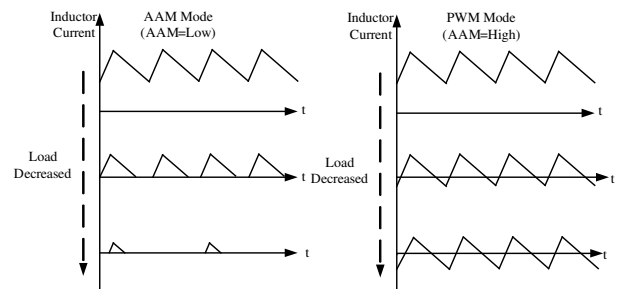 Inductor
Current
AAM Mode
(AAM=Low)
t
Load
Decreased
t
t
Inductor
Current
PWM Mode
(AAM=High)
t
Load
Decreased
t
t